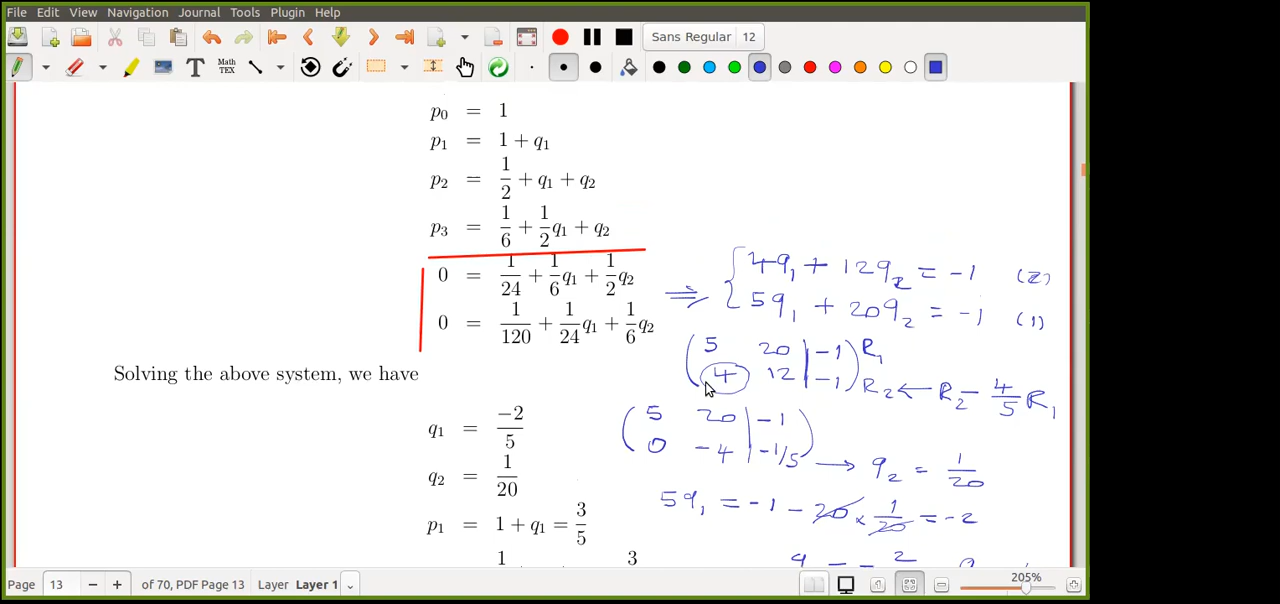 File Edit View Navigation Journal Tools Plugin Help
Sans Regular 12
T Math TEX
p₀ = 1
p₁ = 1 + q₁
p₂ = 1/2 + q₁ + q₂
p₃ = 1/6 + 1/2 q₁ + q₂
0 = 1/24 + 1/6 q₁ + 1/2 q₂
0 = 1/120 + 1/24 q₁ + 1/6 q₂
⇒ { 4q₁ + 12q₂ = -1 (2)
5q₁ + 20q₂ = -1 (1)
( 5 20 | -1 ) R₁
( 4 12 | -1 ) R₂ ← R₂ - 4/5 R₁
Solving the above system, we have
( 5 20 | -1 )
( 0 -4 | -1/5 ) → q₂ = 1/20
q₁ = -2/5
q₂ = 1/20
5q₁ = -1 - 20 × 1/20 = -2
p₁ = 1 + q₁ = 3/5
1 3
q - - 2
Page 13 of 70, PDF Page 13 Layer Layer 1 205%